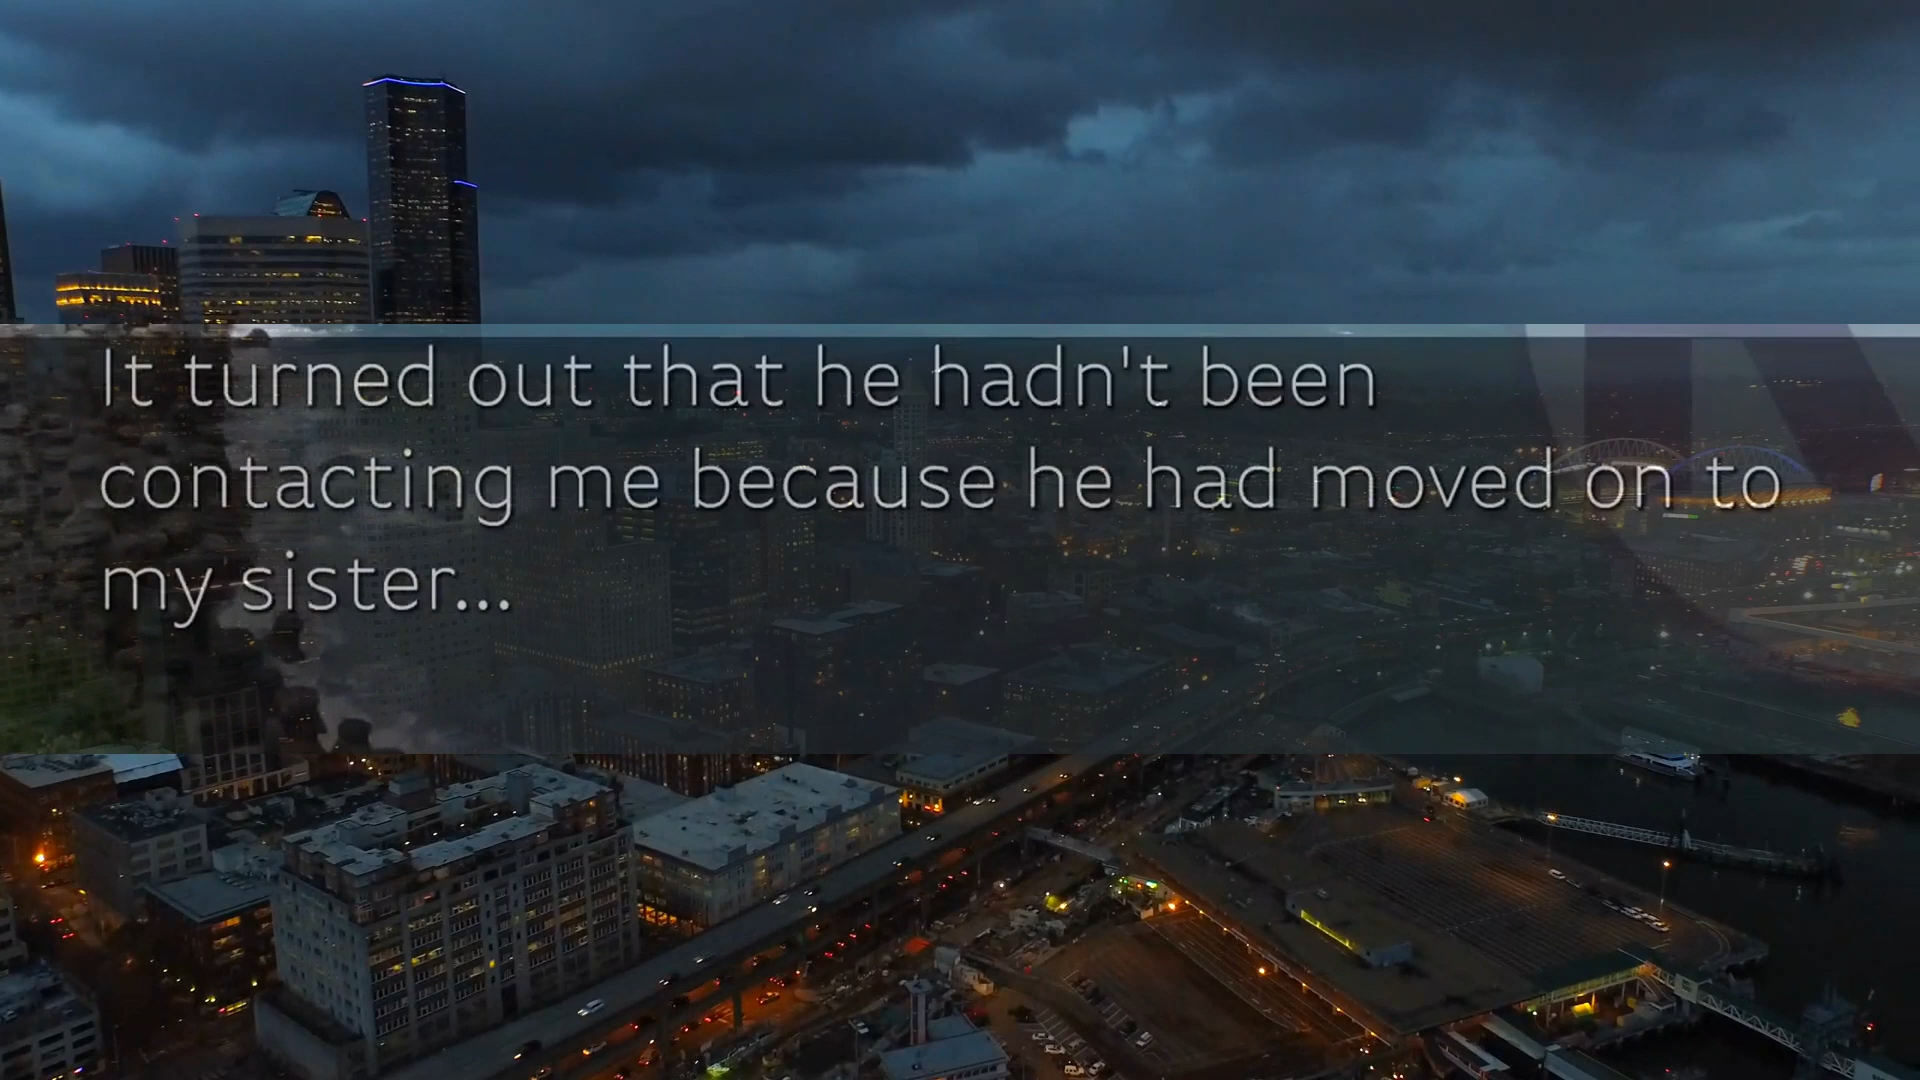 It turned out that he hadn't been
contacting me because he had moved on to
my sister...